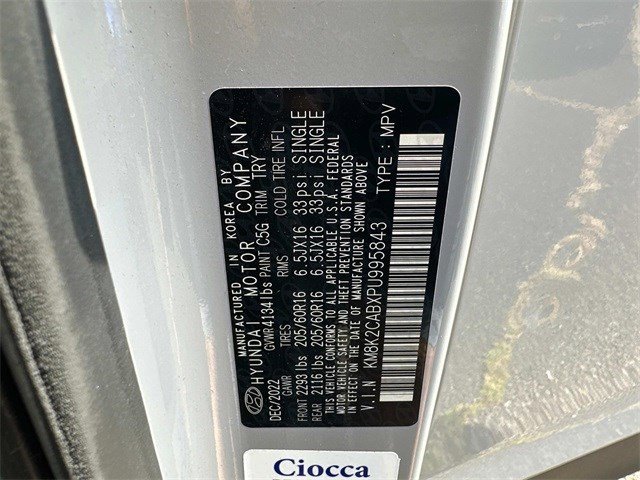 MANUFACTURED IN KOREA BY
HYUNDAI MOTOR COMPANY
DEC/2022 GVWR 4134 lbs PAINT C5G TRIM TRY
GAWR TIRES RIMS COLD TIRE INFL
FRONT 2293 lbs 205/60R16 6.5JX16 33psi SINGLE
REAR 2116 lbs 205/60R16 6.5JX16 33psi SINGLE
THIS VEHICLE CONFORMS TO ALL APPLICABLE U.S.A. FEDERAL
MOTOR VEHICLE SAFETY AND THEFT PREVENTION STANDARDS
IN EFFECT ON THE DATE OF MANUFACTURE SHOWN ABOVE
V.I.N KM8K2CABXPU995843 TYPE : MPV
Ciocca